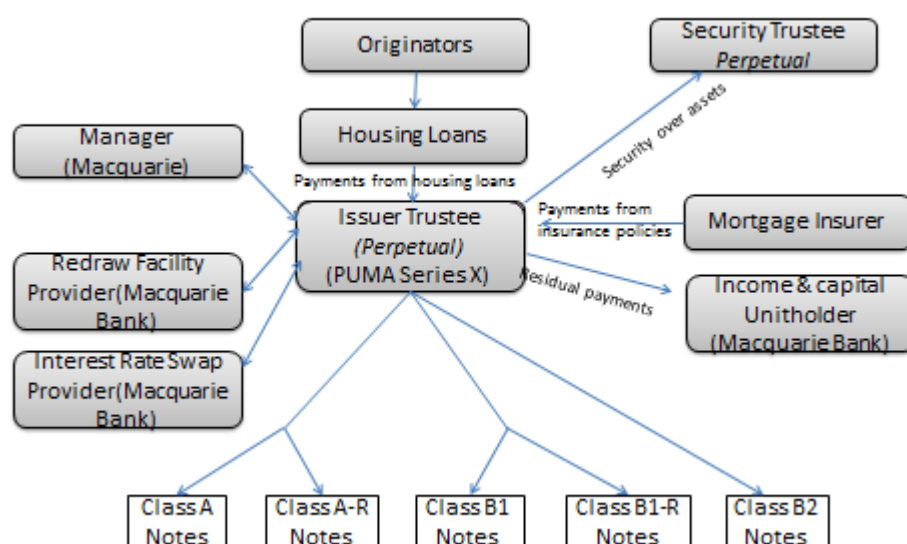 Originators
Security Trustee
Perpetual
Security over assets
Housing Loans
Manager
(Macquarie)
Payments from housing loans
Issuer Trustee
(Perpetual)
(PUMA Series X)
Payments from
insurance policies
Mortgage Insurer
Redraw Facility
Provider(Macquarie
Bank)
Residual payments
Income & capital
Unitholder
(Macquarie Bank)
Interest Rate Swap
Provider(Macquarie
Bank)
Class A
Notes
Class A-R
Notes
Class B1
Notes
Class B1-R
Notes
Class B2
Notes